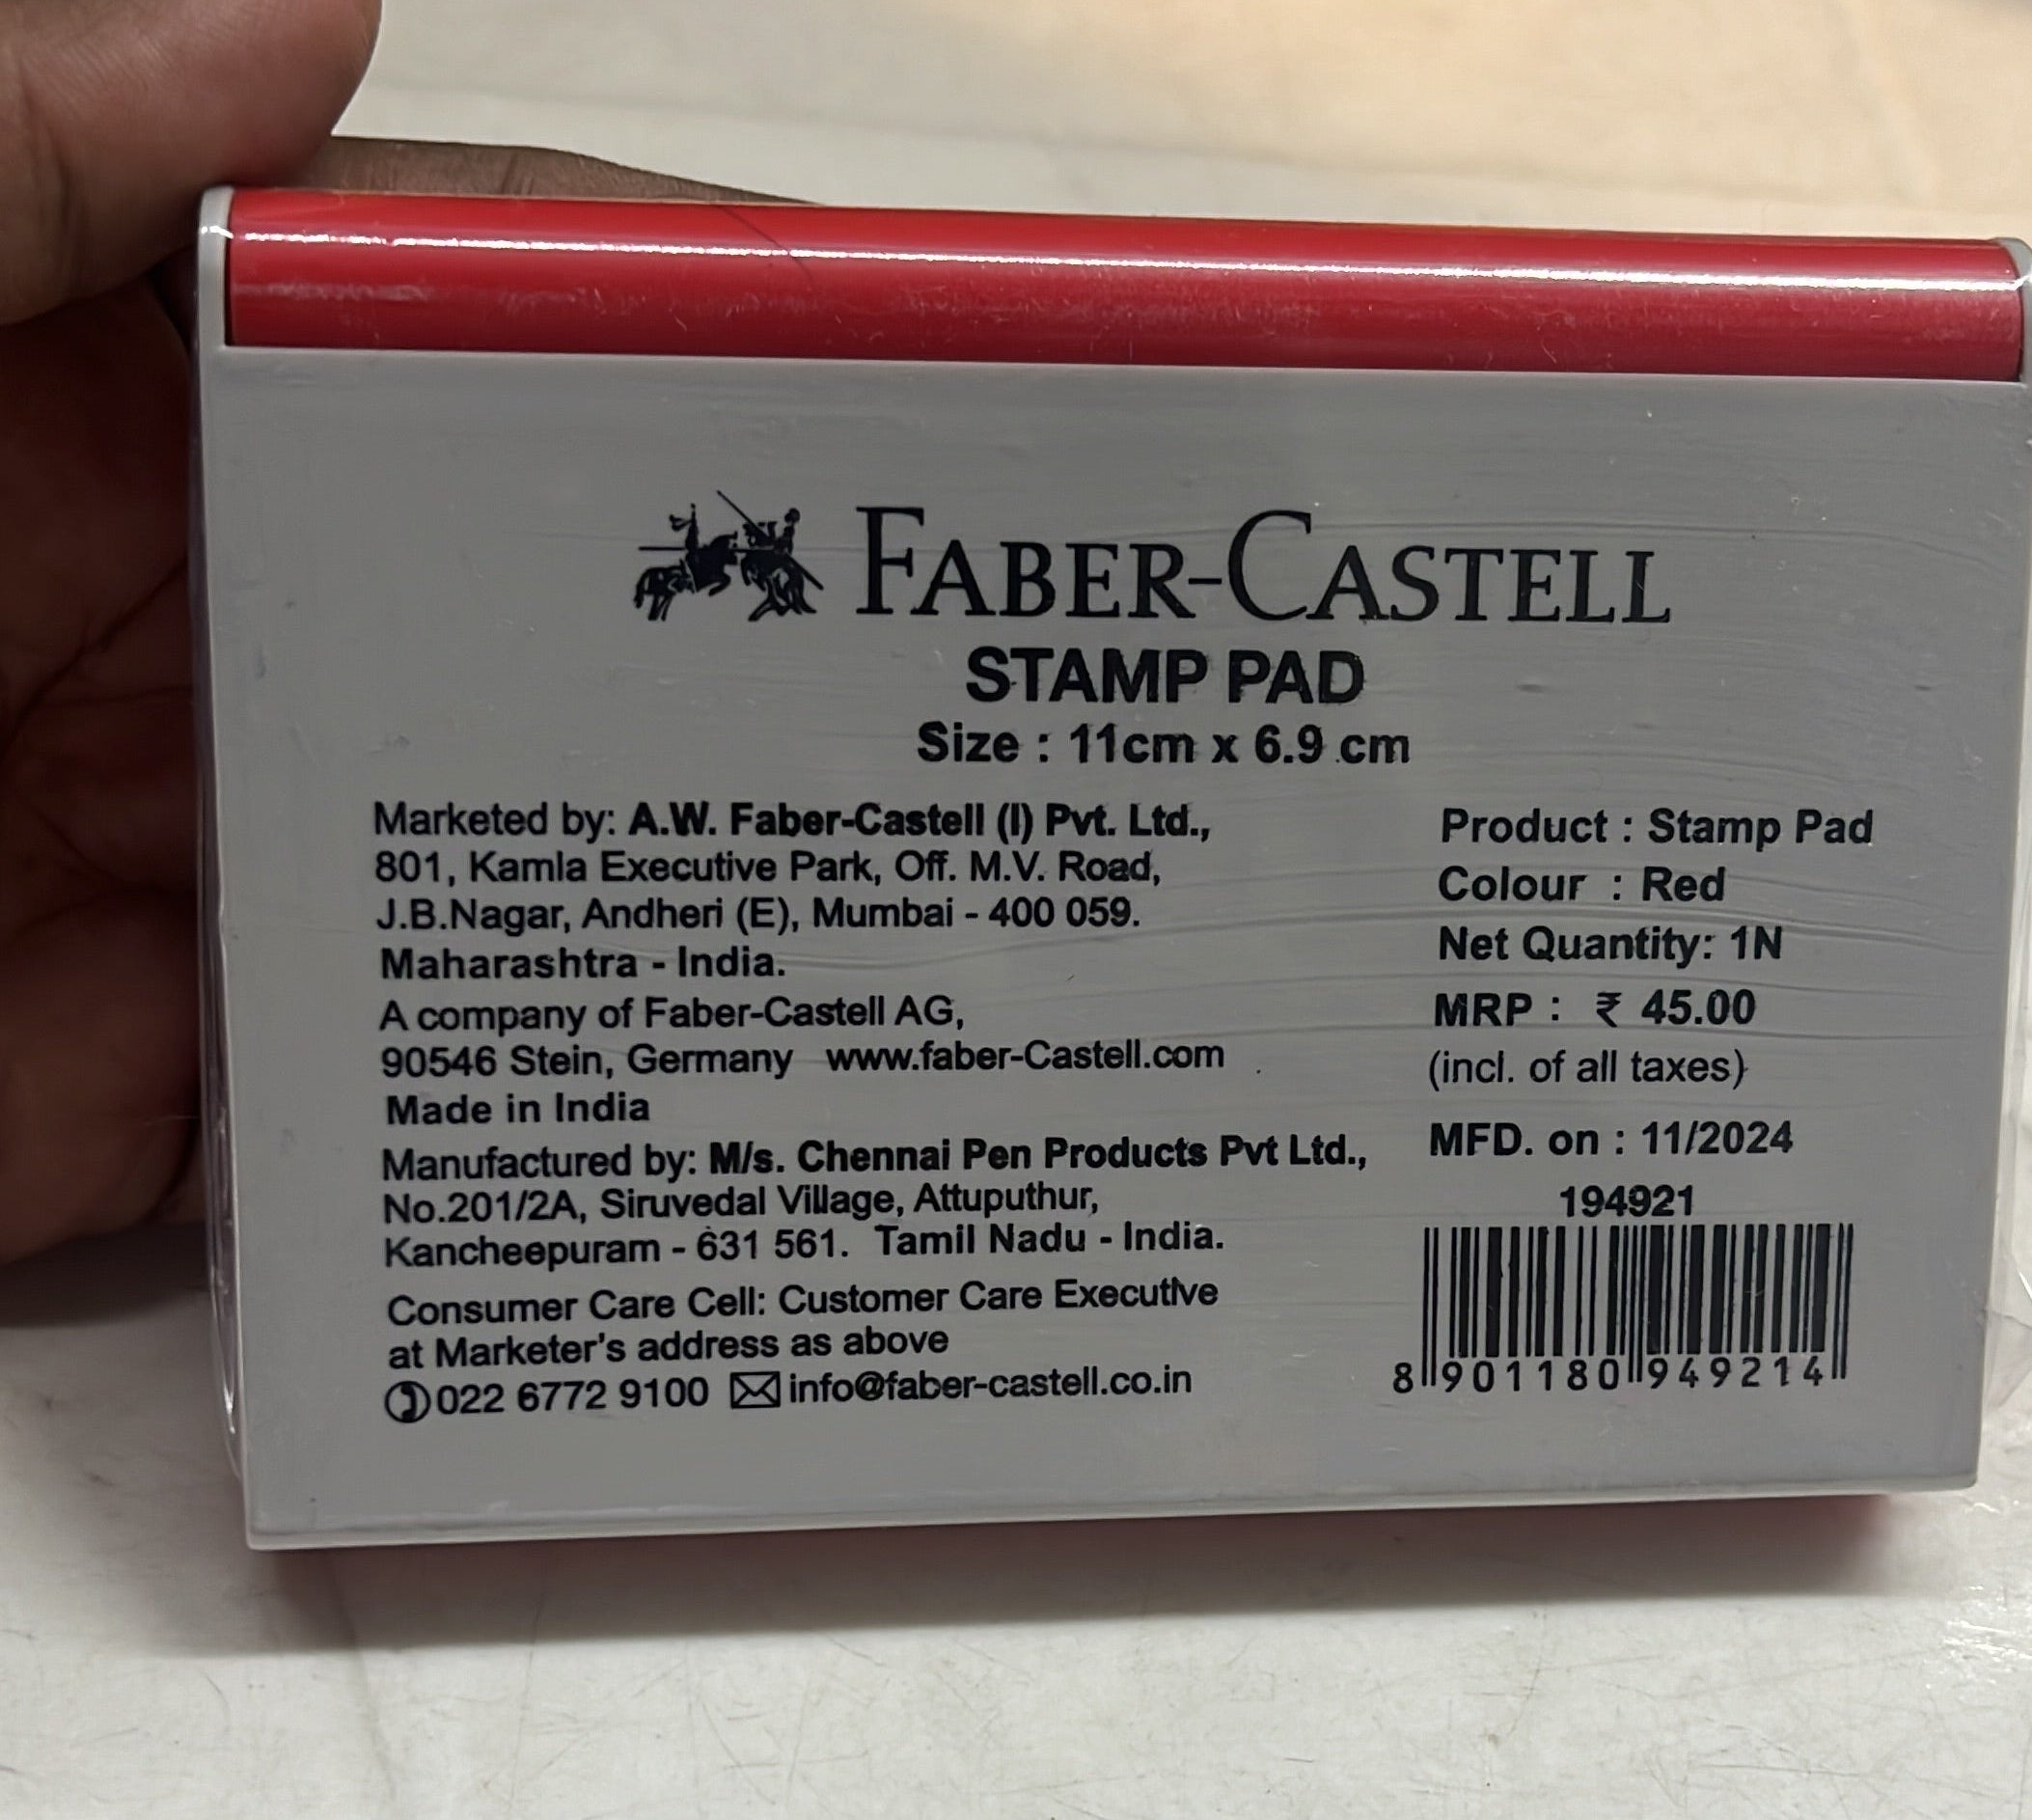 FABER-CASTELL
STAMP PAD
Size : 11cm x 6.9 cm
Marketed by: A.W. Faber-Castell (I) Pvt. Ltd.,
801, Kamla Executive Park, Off. M.V. Road,
J.B.Nagar, Andheri (E), Mumbai - 400 059.
Maharashtra - India.
A company of Faber-Castell AG,
90546 Stein, Germany www.faber-Castell.com
Made in India
Manufactured by: M/s. Chennai Pen Products Pvt Ltd.,
No.201/2A, Siruvedal Village, Attuputhur,
Kancheepuram - 631 561. Tamil Nadu - India.
Consumer Care Cell: Customer Care Executive
at Marketer's address as above
022 6772 9100 info@faber-castell.co.in
Product : Stamp Pad
Colour : Red
Net Quantity: 1N
MRP : ₹ 45.00
(incl. of all taxes)
MFD. on : 11/2024
194921
8 901180 949214